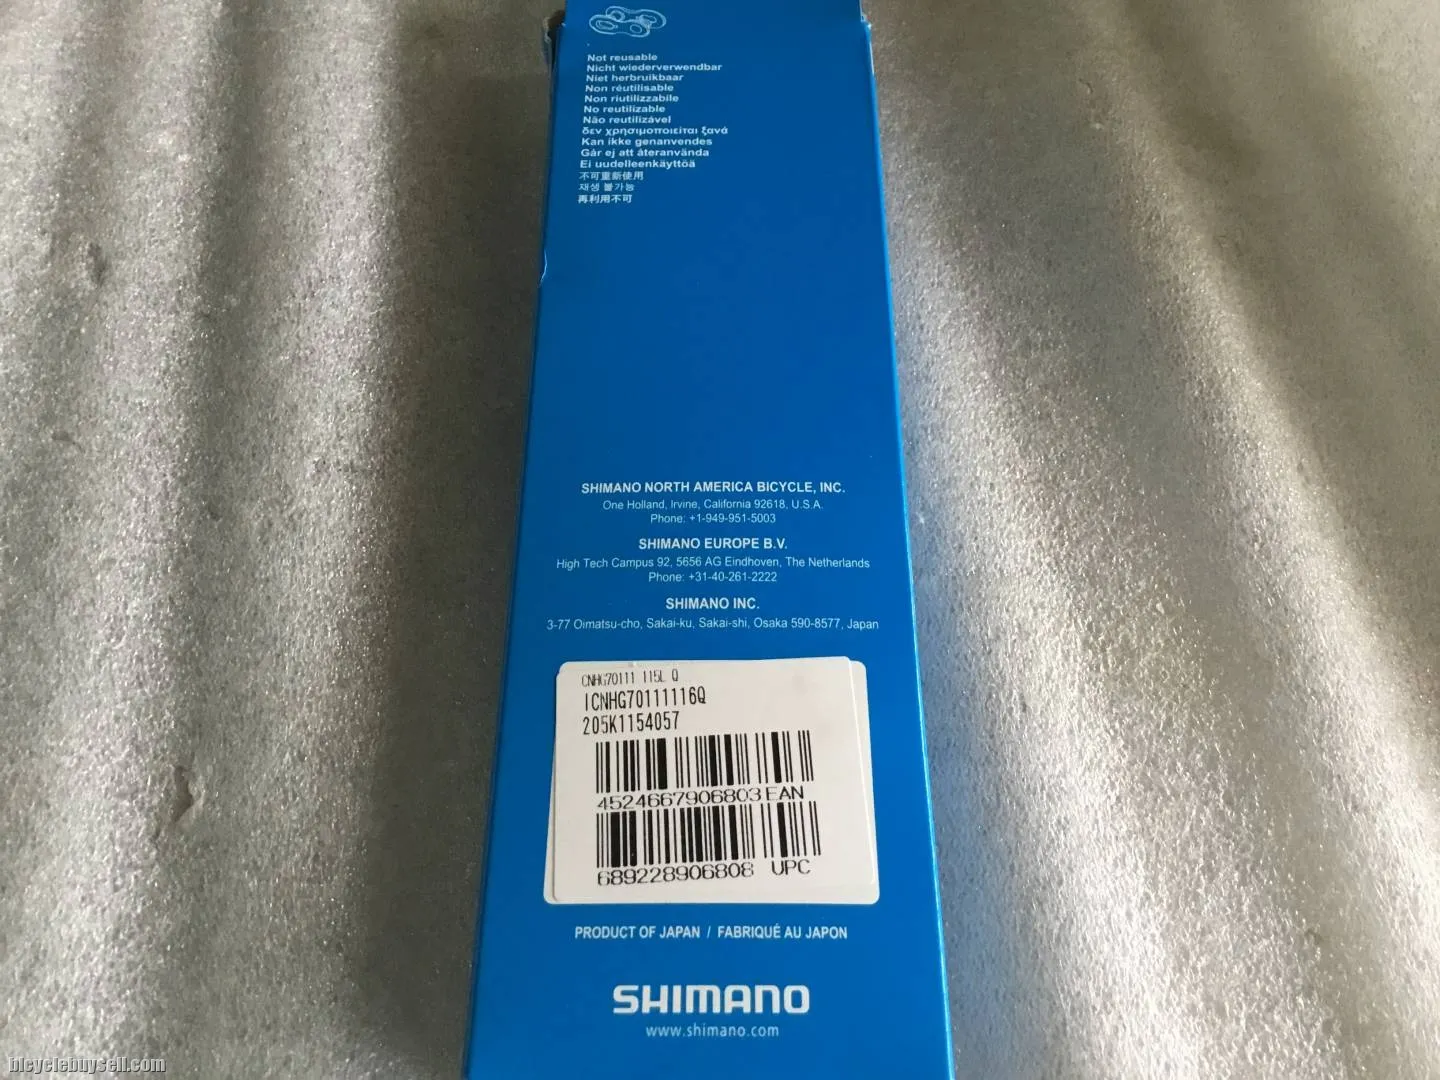 Not reusable
Nicht wiederverwendbar
Niet herbruikbaar
Non réutilisable
Non riutilizzabile
No reutilizable
Não reutilizável
δεν χρησιμοποιείται ξανά
Kan ikke genanvendes
Går ej att återanvända
Ei uudelleenkäyttöä
不可重新使用
재생 불가능
再利用不可
SHIMANO NORTH AMERICA BICYCLE, INC.
One Holland, Irvine, California 92618, U.S.A.
Phone: +1-949-951-5003
SHIMANO EUROPE B.V.
High Tech Campus 92, 5656 AG Eindhoven, The Netherlands
Phone: +31-40-261-2222
SHIMANO INC.
3-77 Oimatsu-cho, Sakai-ku, Sakai-shi, Osaka 590-8577, Japan
CNHG70111 115L Q
ICNHG70111116Q
205K1154057
4524667906803 EAN
689228906808 UPC
PRODUCT OF JAPAN / FABRIQUÉ AU JAPON
SHIMANO
www.shimano.com
bicyclebuysell.com